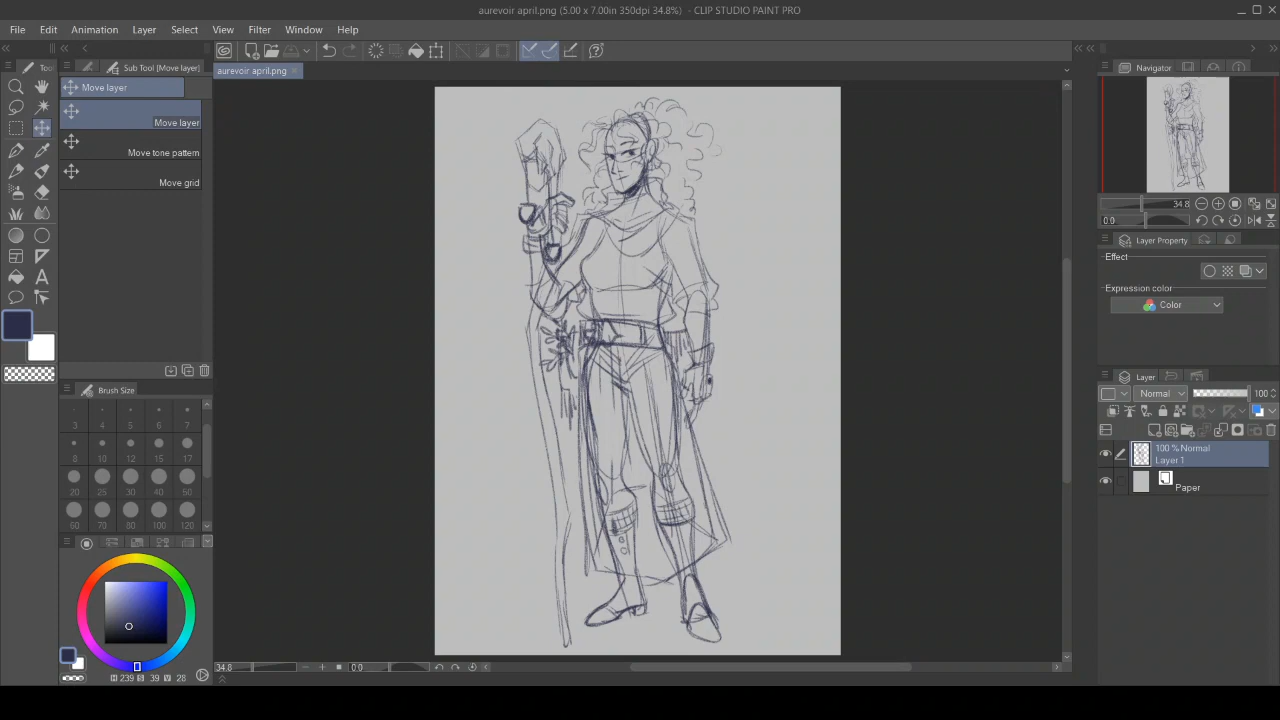 aurevoir april.png (5.00 x 7.00in 350dpi 34.8%) - CLIP STUDIO PAINT PRO
File Edit Animation Layer Select View Filter Window Help
aurevoir april.png
Too
Sub Tool [Move layer]
Move layer
Move layer
Move tone pattern
Move grid
Brush Size
3 4 5 6 7
8 10 12 15 17
20 25 30 40 50
60 70 80 100 120
H 239 S 39 V 28
34.8 0.0
Navigator
34.8
0.0
Layer Property
Effect
Expression color
Color
Layer
Normal 100
100 % Normal
Layer 1
Paper